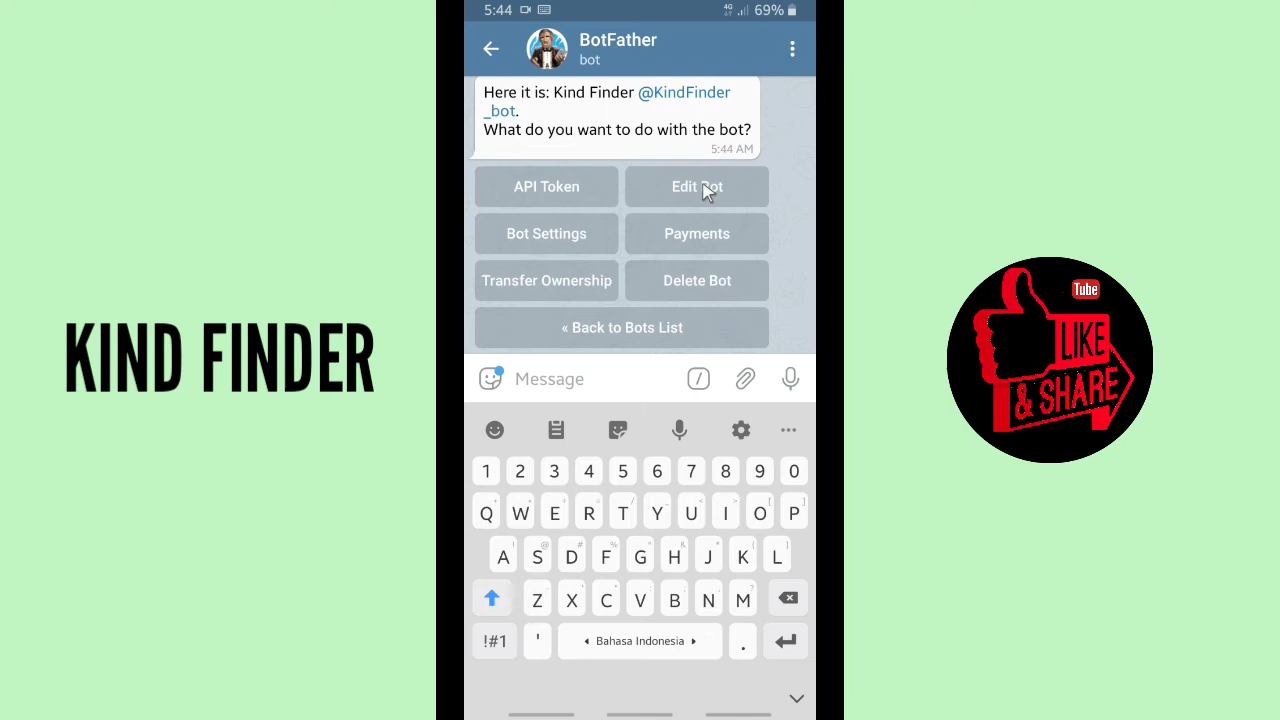 5:44
4G 69%
BotFather
bot
Here it is: Kind Finder @KindFinder
_bot.
What do you want to do with the bot?
5:44 AM
API Token Edit Bot
Bot Settings Payments
Transfer Ownership Delete Bot
« Back to Bots List
KIND FINDER
Tube
LIKE
& SHARE
Message
1 2 3 4 5 6 7 8 9 0
Q W E R T Y U I O P
A S D F G H J K L
Z X C V B N M
!#1 ' Bahasa Indonesia .